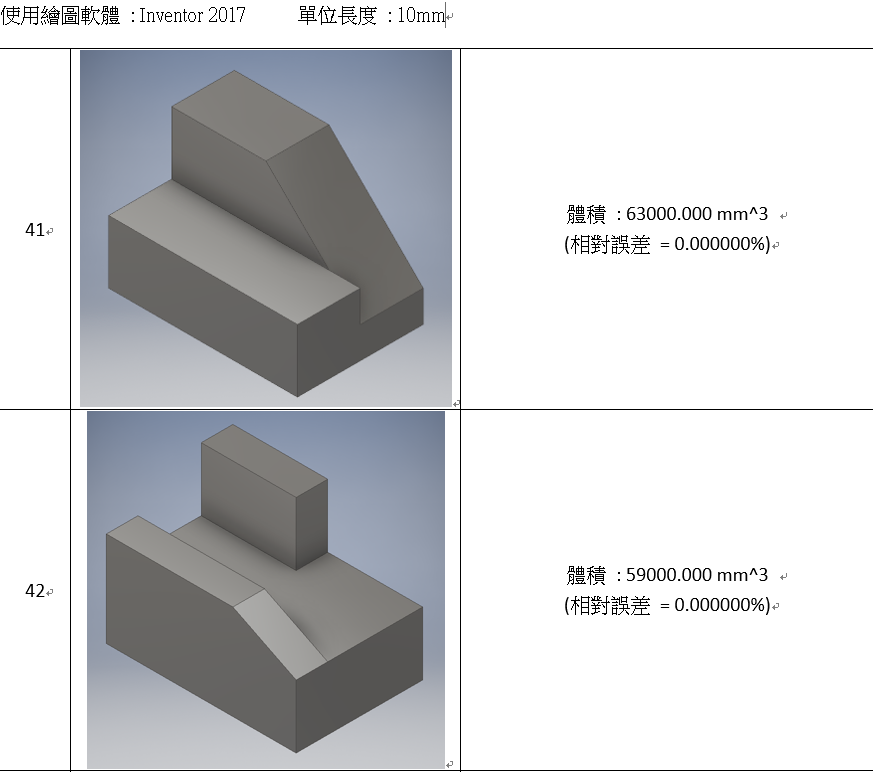 使用繪圖軟體 : Inventor 2017 單位長度 : 10mm
41
體積 : 63000.000 mm^3
(相對誤差 = 0.000000%)
42
體積 : 59000.000 mm^3
(相對誤差 = 0.000000%)